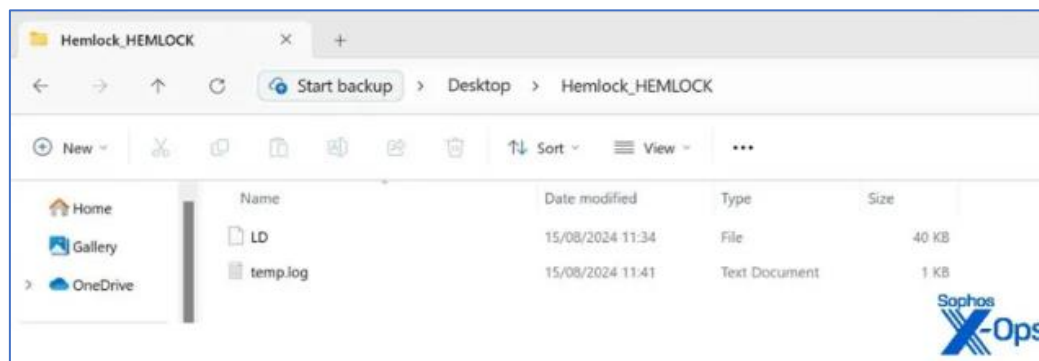 Hemlock_HEMLOCK
Start backup > Desktop > Hemlock_HEMLOCK
New Sort View
Home
Gallery
OneDrive
Name Date modified Type Size
LD 15/08/2024 11:34 File 40 KB
temp.log 15/08/2024 11:41 Text Document 1 KB
Sophos
X-Ops